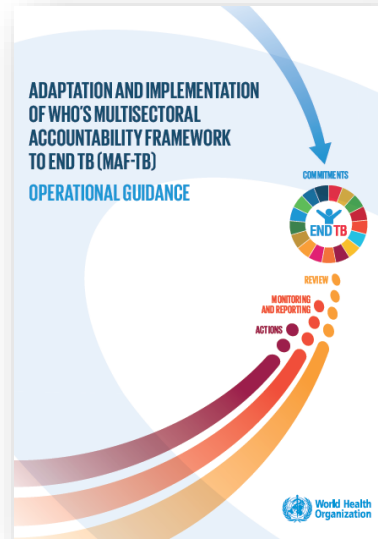 ADAPTATION AND IMPLEMENTATION
OF WHO'S MULTISECTORAL
ACCOUNTABILITY FRAMEWORK
TO END TB (MAF-TB)
OPERATIONAL GUIDANCE
COMMITMENTS
END TB
REVIEW
MONITORING
AND REPORTING
ACTIONS
World Health
Organization